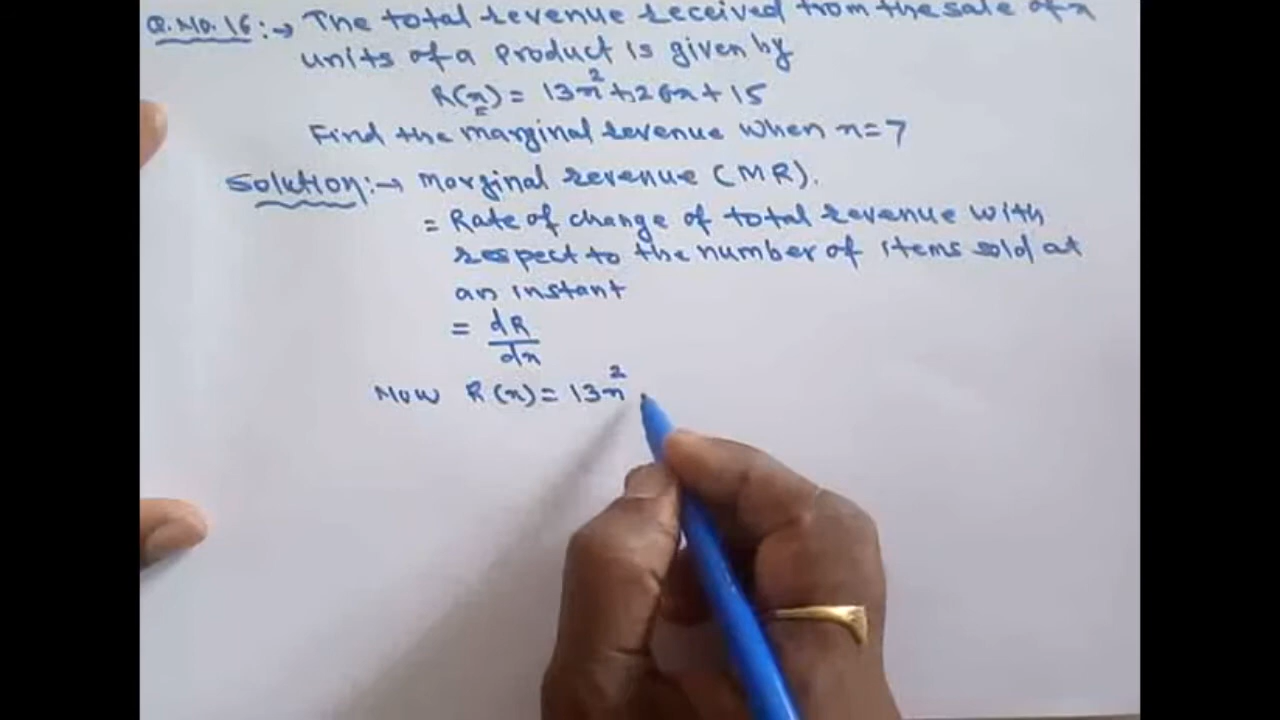 Q.No.16:→ The total revenue received from the sale of x
units of a product is given by
R(x) = 13x² + 26x + 15
Find the marginal revenue when x=7
Solution:→ Marginal revenue (MR).
= Rate of change of total revenue with
respect to the number of items sold at
an instant
= dR/dx
Now R(x) = 13x²